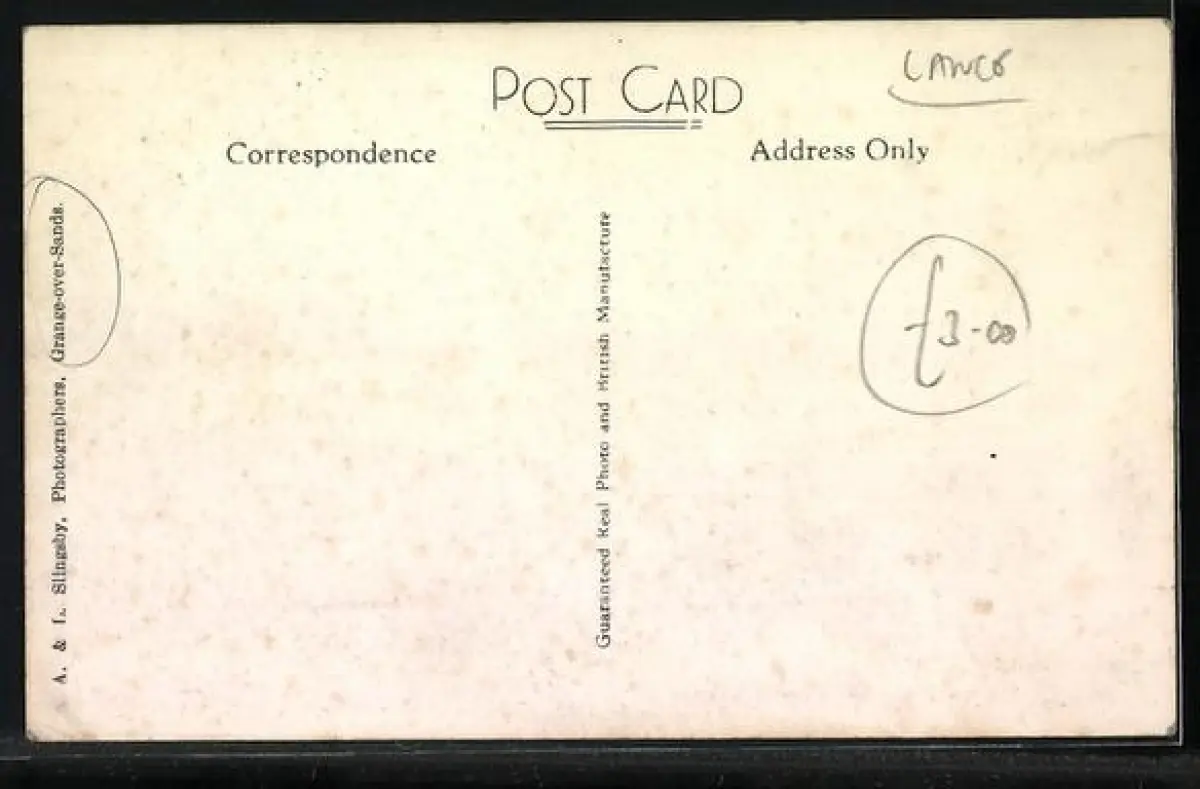 POST CARD
LANCS
Correspondence
Address Only
A. & L. Slingsby, Photographers, Grange-over-Sands.
Guaranteed Real Photo and British Manufacture
£3-00